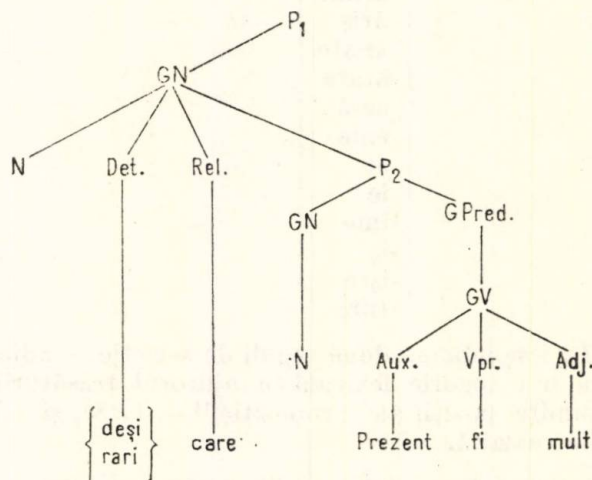 P₁
GN
N Det. Rel. P₂
GN GPred.
GV
N Aux. Vpr. Adj.
deși
rari care Prezent fi mult